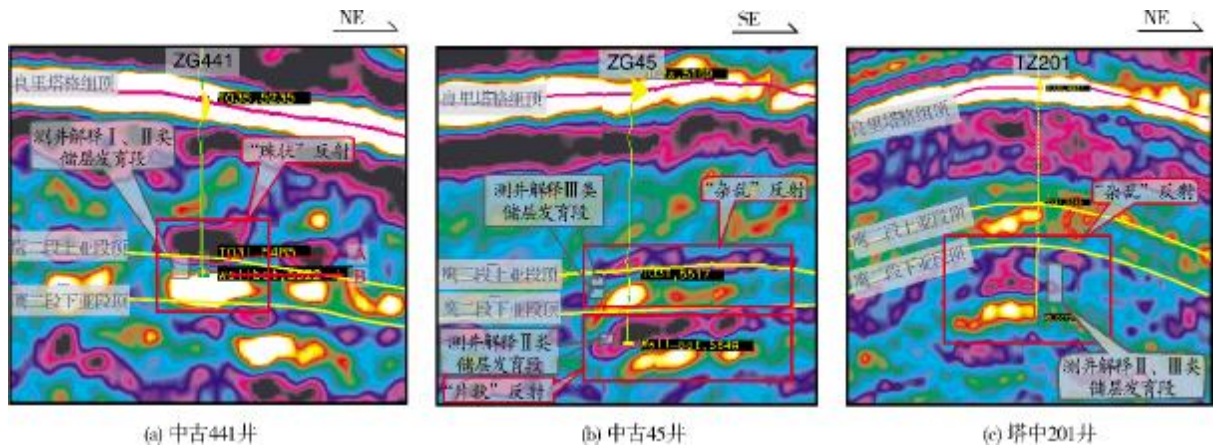 NE
ZG441
良里塔格组顶
TO3l,5235
测井解释Ⅱ、Ⅲ类
储层发育段
“珠状”反射
鹰二段上亚段顶
A
B
鹰二段下亚段顶
(a) 中古441井
SE
ZG45
良里塔格组顶
测井解释Ⅲ类
储层发育段
“杂乱”反射
鹰二段上亚段顶
鹰二段下亚段顶
测井解释Ⅱ类
储层发育段
“片数”反射
(b) 中古45井
NE
TZ201
良里塔格组顶
“杂乱”反射
鹰二段上亚段顶
鹰二段下亚段顶
测井解释Ⅱ、Ⅲ类
储层发育段
(c) 塔中201井